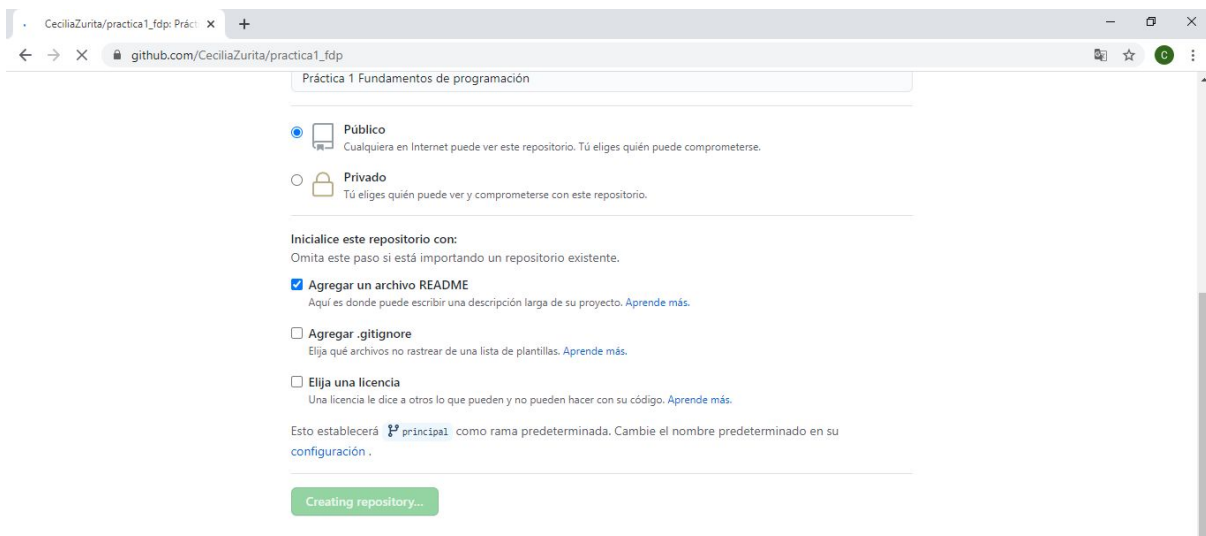 CeciliaZurita/practica1_fdp: Prác
github.com/CeciliaZurita/practica1_fdp
C
Práctica 1 Fundamentos de programación
Público
Cualquiera en Internet puede ver este repositorio. Tú eliges quién puede comprometerse.
Privado
Tú eliges quién puede ver y comprometerse con este repositorio.
Inicialice este repositorio con:
Omita este paso si está importando un repositorio existente.
Agregar un archivo README
Aquí es donde puede escribir una descripción larga de su proyecto. Aprende más.
Agregar .gitignore
Elija qué archivos no rastrear de una lista de plantillas. Aprende más.
Elija una licencia
Una licencia le dice a otros lo que pueden y no pueden hacer con su código. Aprende más.
Esto establecerá principal como rama predeterminada. Cambie el nombre predeterminado en su
configuración .
Creating repository...